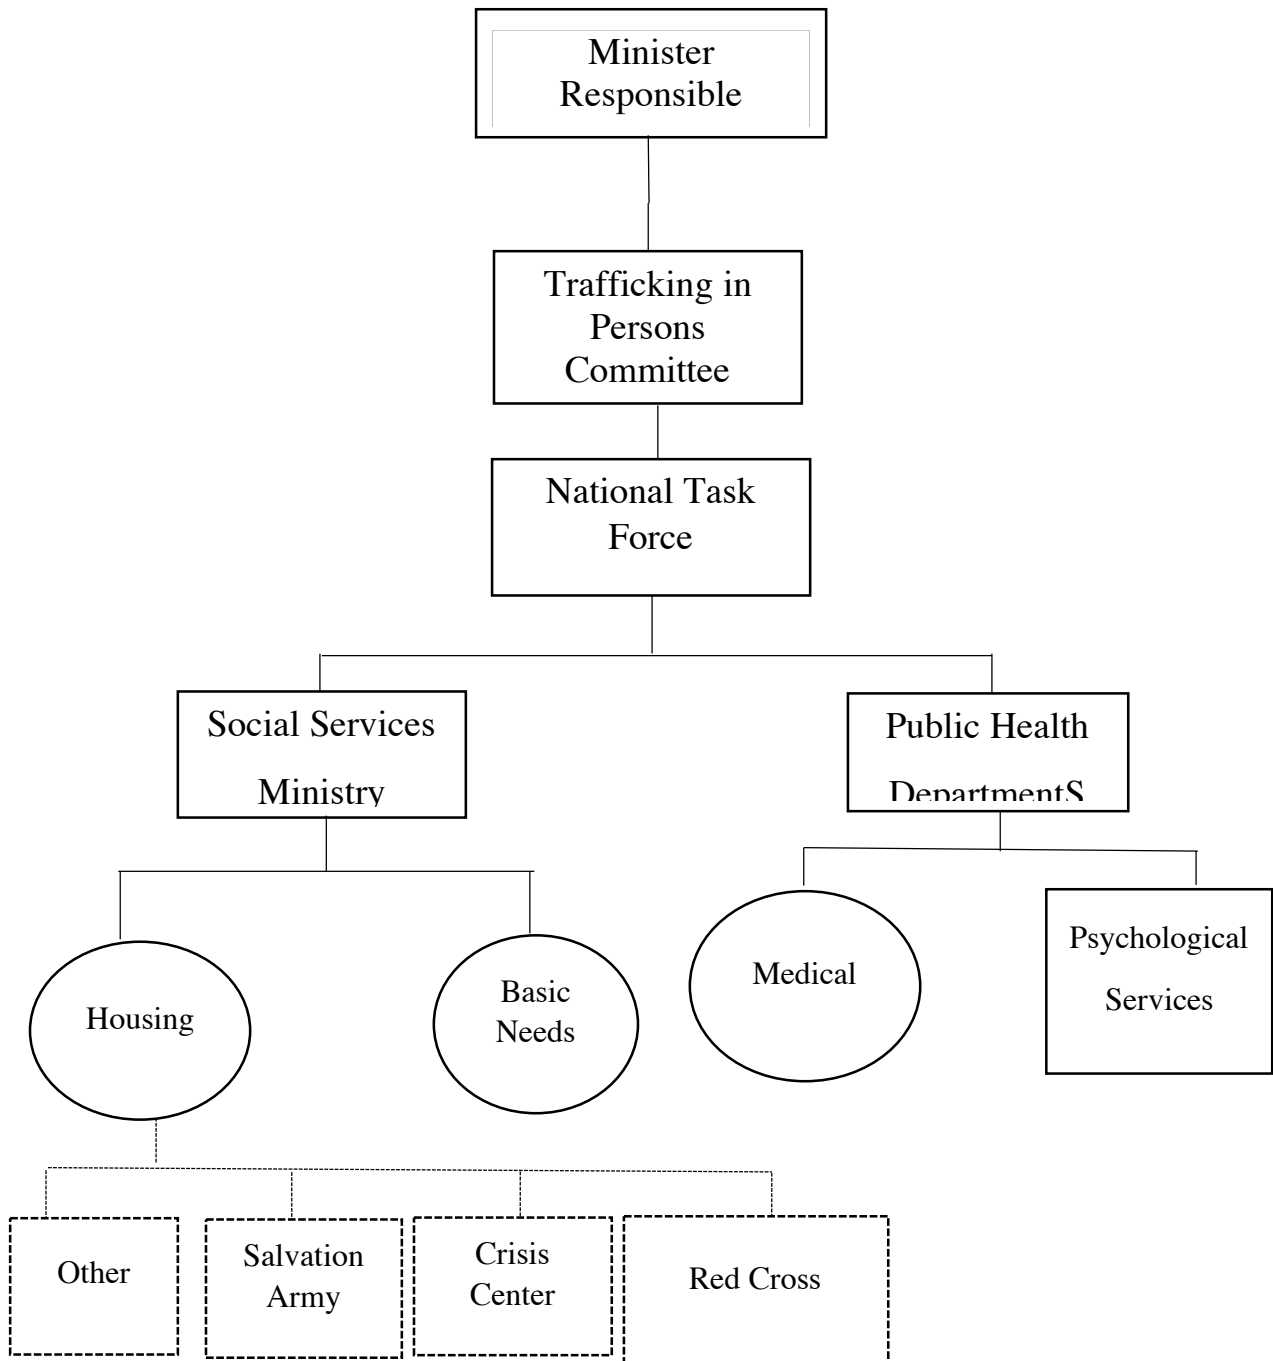 Minister
Responsible
Trafficking in
Persons
Committee
National Task
Force
Social Services
Ministry
Public Health
DepartmentS
Housing
Basic
Needs
Medical
Psychological
Services
Other
Salvation
Army
Crisis
Center
Red Cross